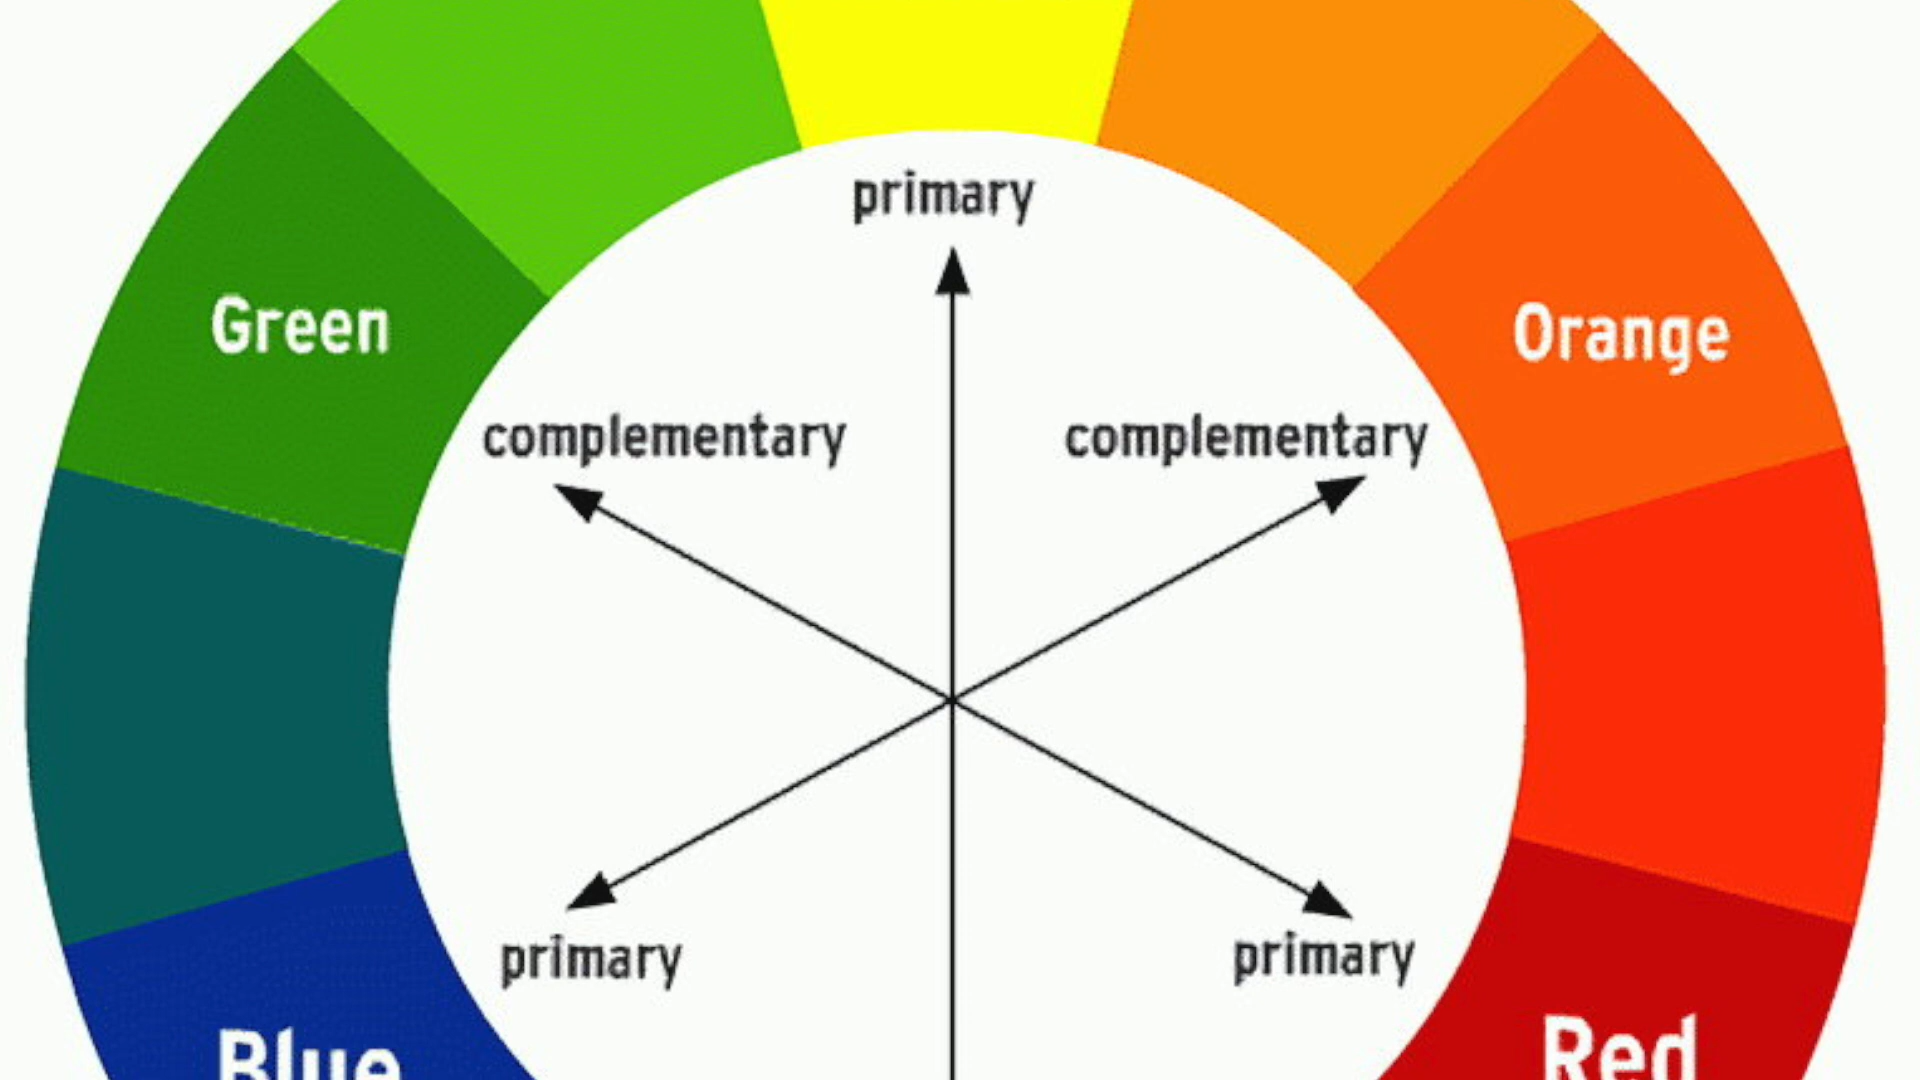 primary
Green
Orange
complementary
complementary
primary
primary
Blue
Red